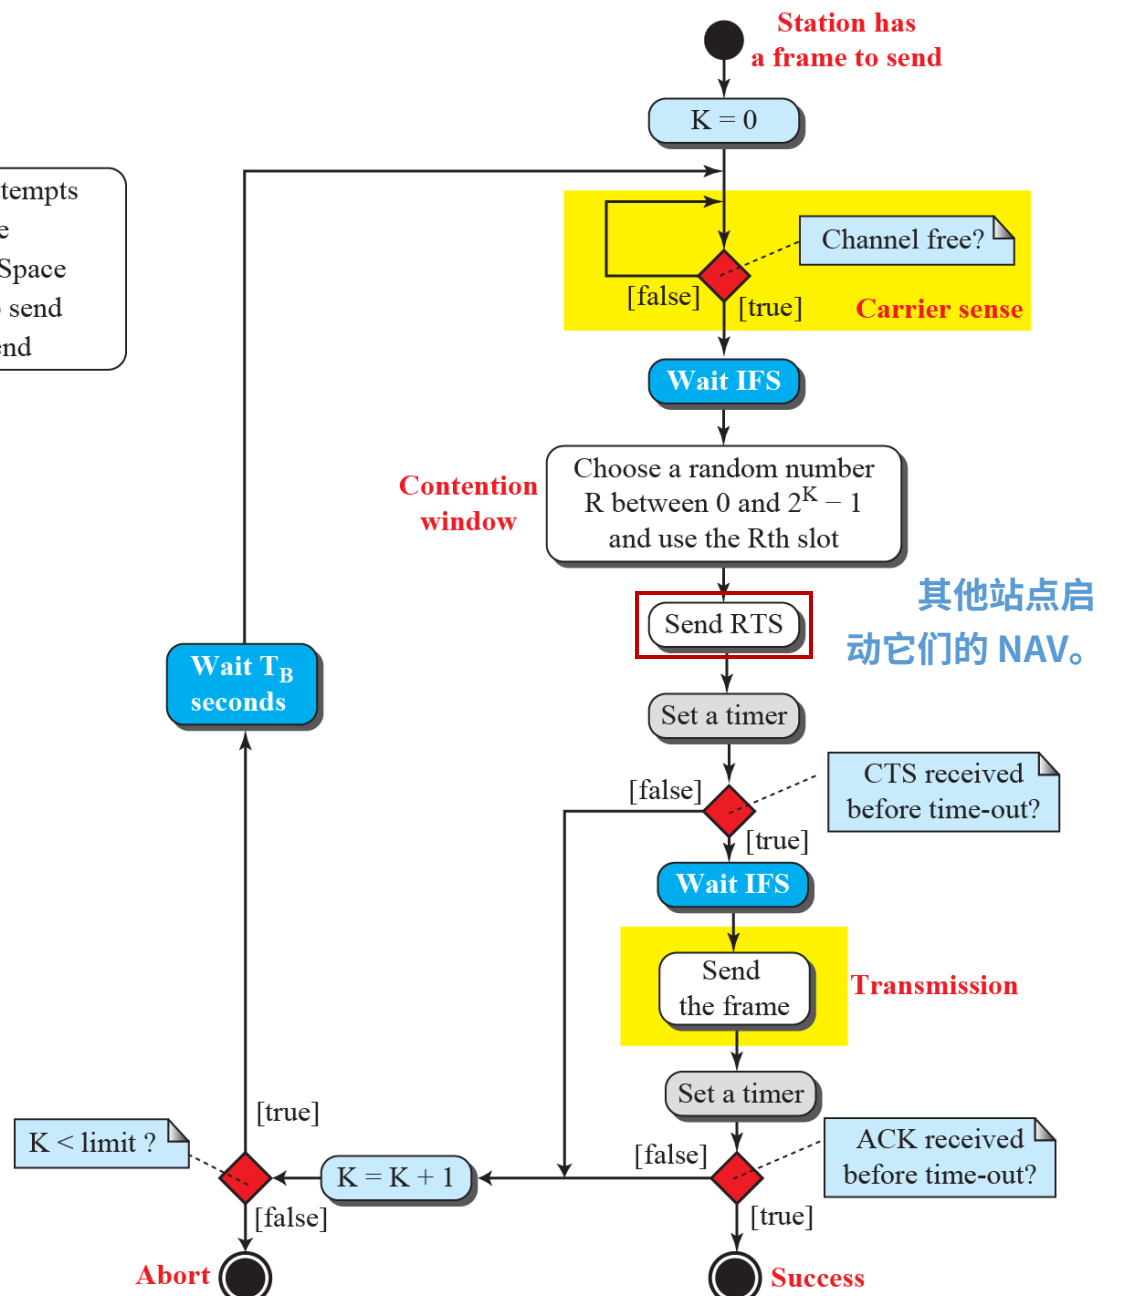 Station has
a frame to send
K = 0
ttempts
e
Space
o send
end
Channel free?
[false]
[true]
Carrier sense
Wait IFS
Contention
window
Choose a random number
R between 0 and 2^K − 1
and use the Rth slot
其他站点启
动它们的 NAV。
Send RTS
Wait T_B
seconds
Set a timer
[false]
CTS received
before time-out?
[true]
Wait IFS
Send
the frame
Transmission
Set a timer
[true]
K < limit ?
K = K + 1
[false]
ACK received
before time-out?
[false]
[true]
Abort
Success